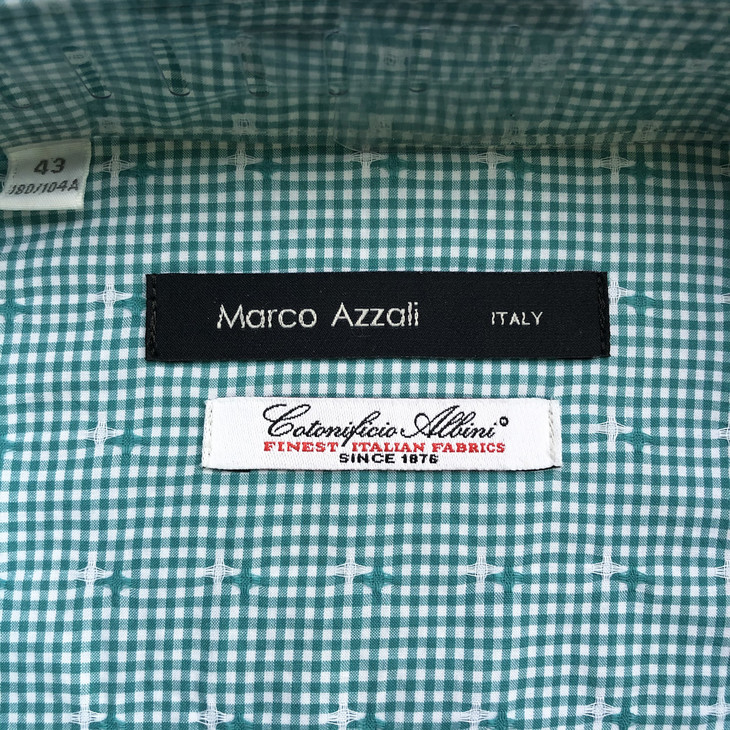 43
180/104A
Marco Azzali ITALY
Cotonificio Albini
FINEST ITALIAN FABRICS
SINCE 1876